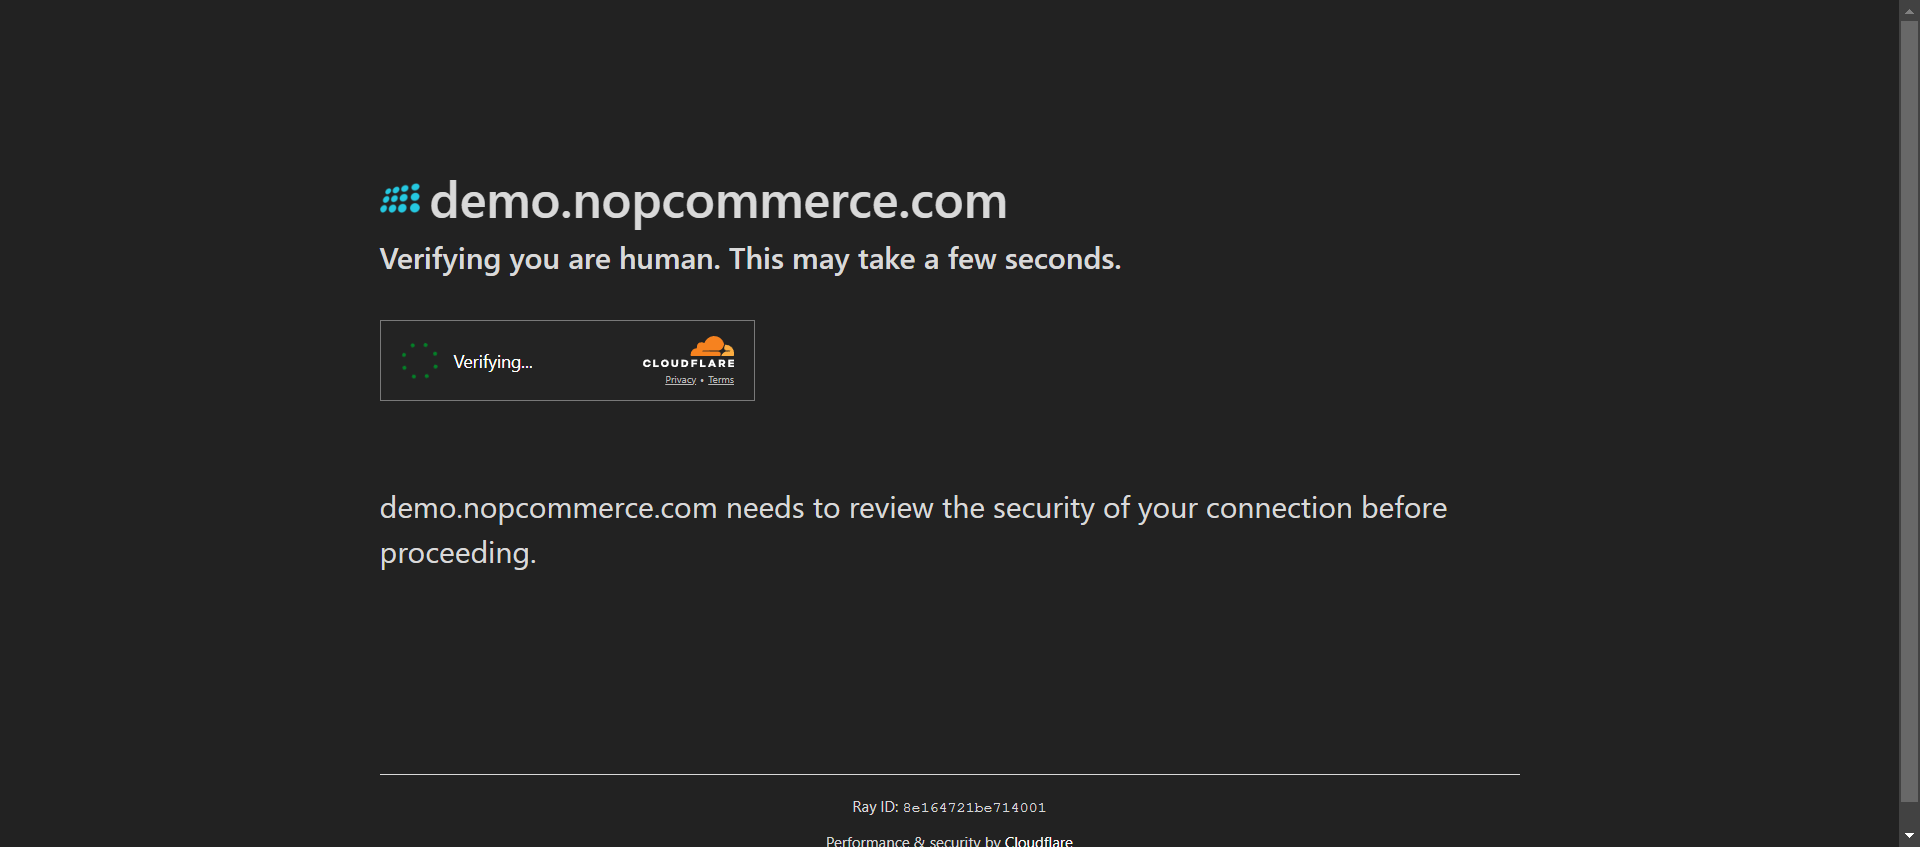 demo.nopcommerce.com
Verifying you are human. This may take a few seconds.
Verifying...
CLOUDFLARE
Privacy • Terms
demo.nopcommerce.com needs to review the security of your connection before
proceeding.
Ray ID: 8e164721be714001
Performance & security by Cloudflare